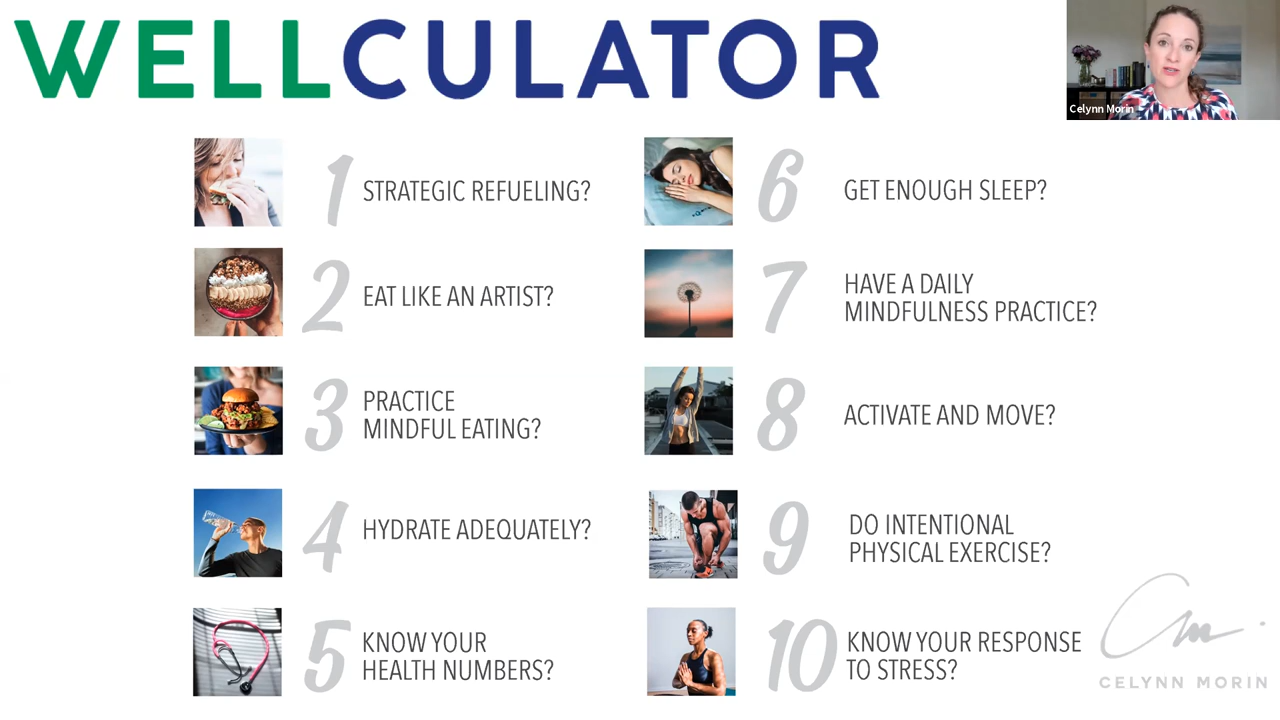 WELLCULATOR
Celynn Morin
1 STRATEGIC REFUELING?
2 EAT LIKE AN ARTIST?
3 PRACTICE
MINDFUL EATING?
4 HYDRATE ADEQUATELY?
5 KNOW YOUR
HEALTH NUMBERS?
6 GET ENOUGH SLEEP?
7 HAVE A DAILY
MINDFULNESS PRACTICE?
8 ACTIVATE AND MOVE?
9 DO INTENTIONAL
PHYSICAL EXERCISE?
10 KNOW YOUR RESPONSE
TO STRESS?
CELYNN MORIN